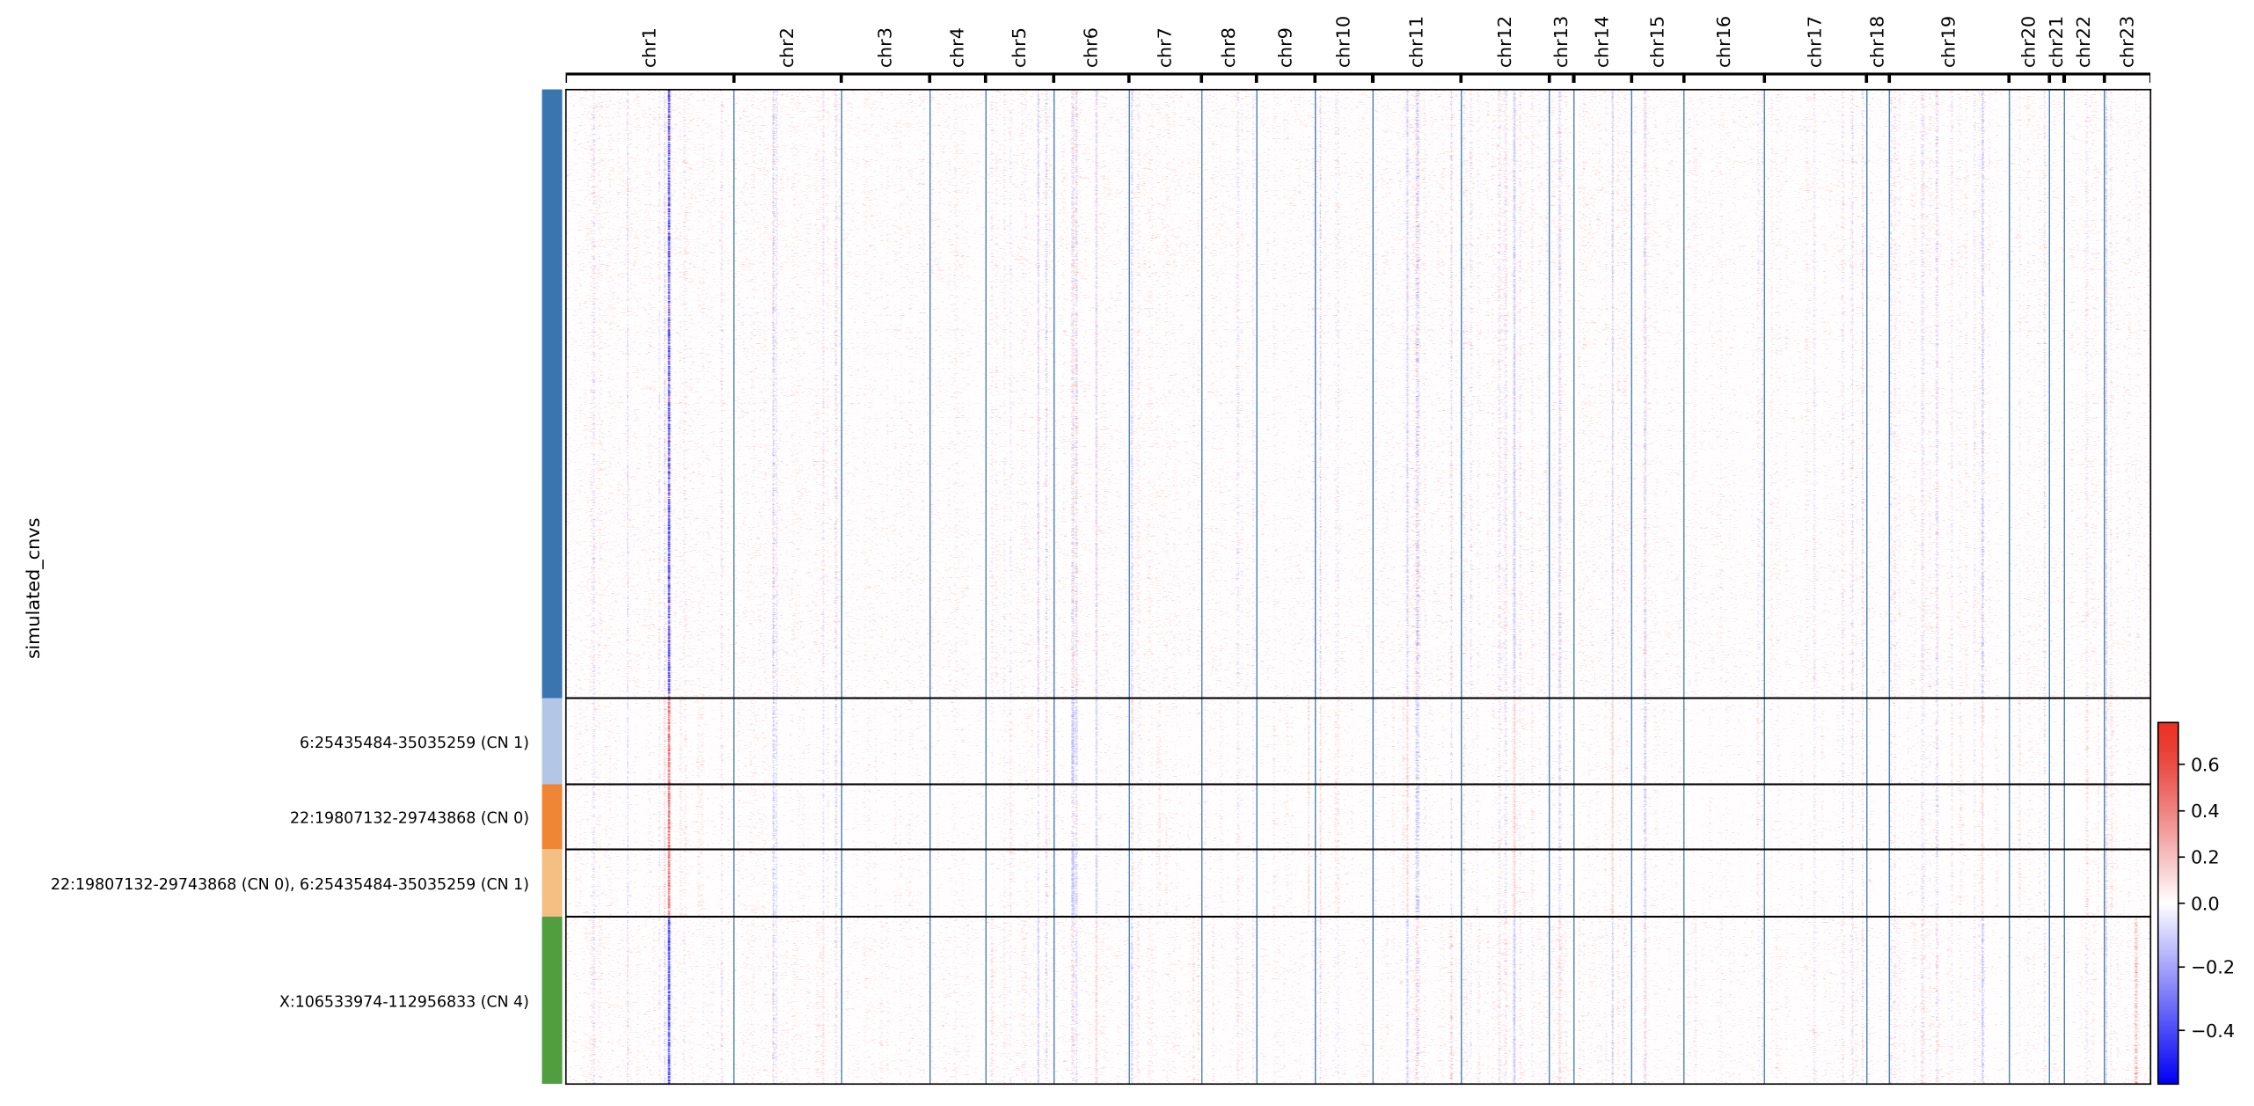 chr1
chr2
chr3
chr4
chr5
chr6
chr7
chr8
chr9
chr10
chr11
chr12
chr13
chr14
chr15
chr16
chr17
chr18
chr19
chr20
chr21
chr22
chr23
simulated_cnvs
6:25435484-35035259 (CN 1)
22:19807132-29743868 (CN 0)
22:19807132-29743868 (CN 0), 6:25435484-35035259 (CN 1)
X:106533974-112956833 (CN 4)
0.6
0.4
0.2
0.0
−0.2
−0.4